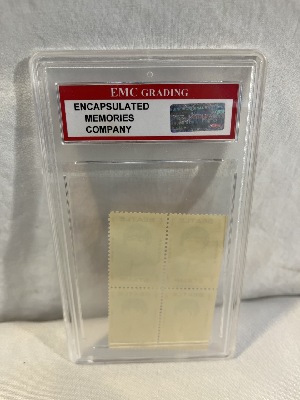 EMC GRADING
ENCAPSULATED
MEMORIES
COMPANY